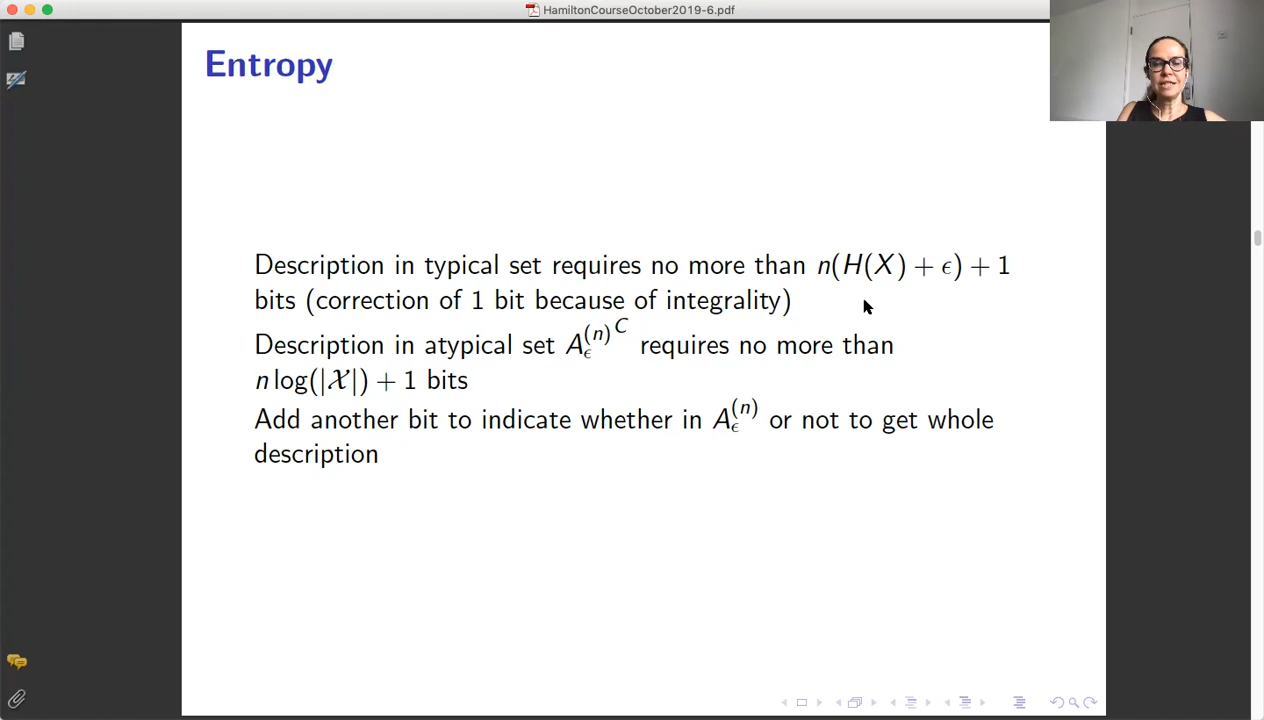 HamiltonCourseOctober2019-6.pdf
Entropy
Description in typical set requires no more than n(H(X) + ϵ) + 1
bits (correction of 1 bit because of integrality)
Description in atypical set A_ϵ^{(n)^C} requires no more than
n log(|𝒳|) + 1 bits
Add another bit to indicate whether in A_ϵ^{(n)} or not to get whole
description